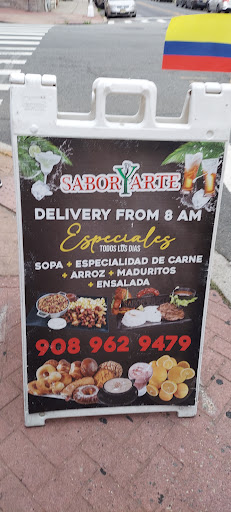 SABOR Y ARTE
DELIVERY FROM 8 AM
Especiales
TODOS LOS DIAS
SOPA + ESPECIALIDAD DE CARNE
+ ARROZ + MADURITOS
+ ENSALADA
908 962 9479